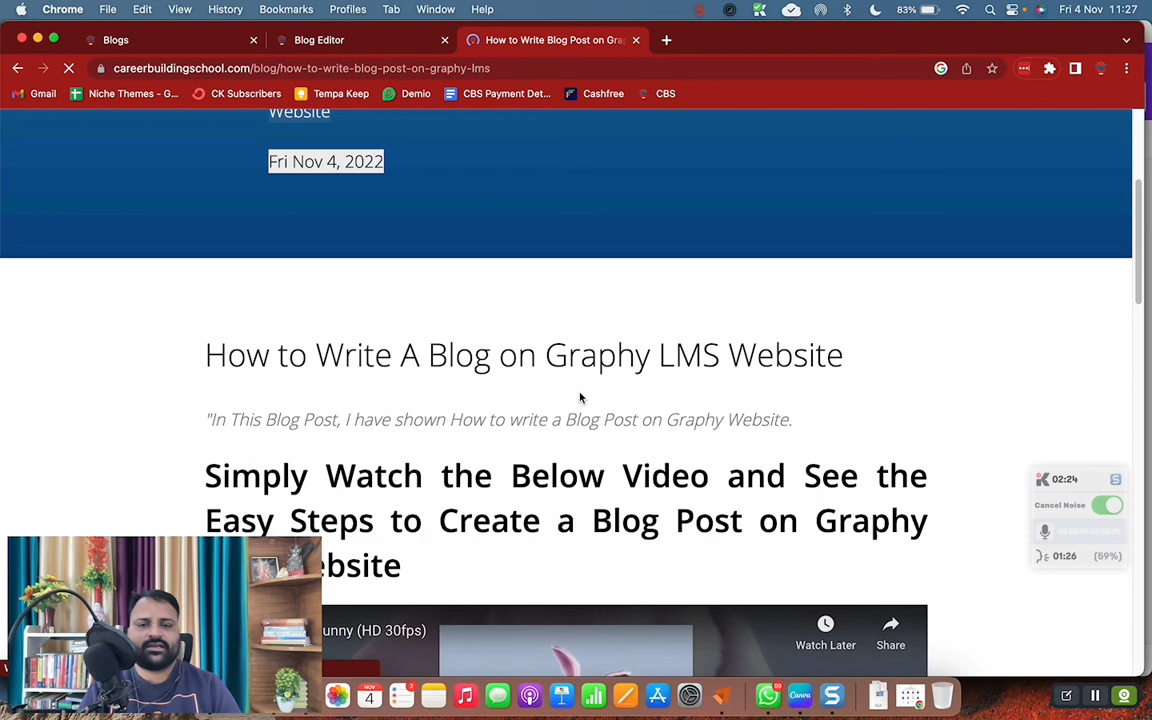 Chrome File Edit View History Bookmarks Profiles Tab Window Help 83% Fri 4 Nov 11:27
Blogs Blog Editor How to Write Blog Post on Gra
careerbuildingschool.com/blog/how-to-write-blog-post-on-graphy-lms
Gmail Niche Themes - G... CK Subscribers Tempa Keep Demio CBS Payment Det... Cashfree CBS
Website
Fri Nov 4, 2022
How to Write A Blog on Graphy LMS Website
"In This Blog Post, I have shown How to write a Blog Post on Graphy Website.
Simply Watch the Below Video and See the
Easy Steps to Create a Blog Post on Graphy
ebsite
02:24
Cancel Noise
01:26 (59%)
unny (HD 30fps)
Watch Later Share
NOV
4
3
99
Canva